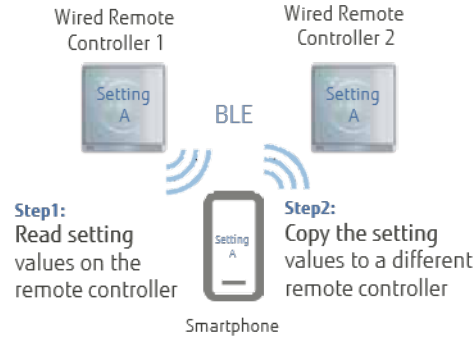 Wired Remote
Controller 1
Wired Remote
Controller 2
Setting
A
BLE
Setting
A
Step1:
Read setting
values on the
remote controller
Setting
A
Step2:
Copy the setting
values to a different
remote controller
Smartphone